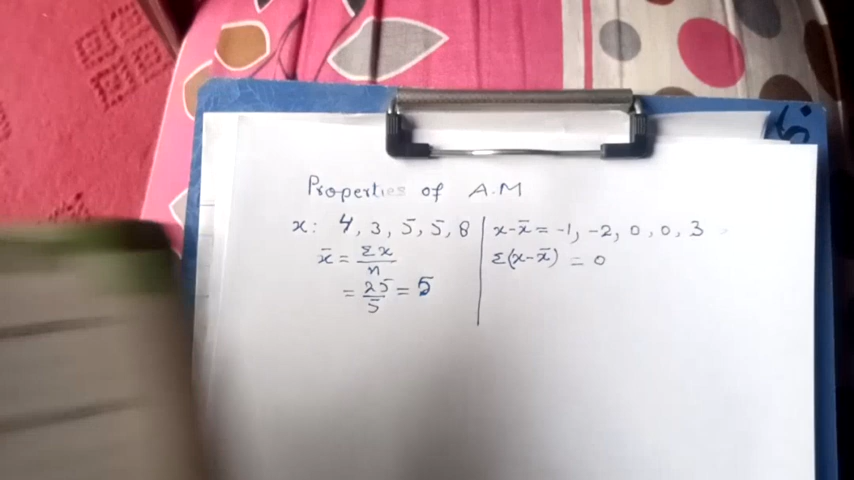 Properties of A.M
x: 4, 3, 5, 5, 8
x̄ = Σx/n
= 25/5 = 5
x-x̄ = -1, -2, 0, 0, 3
Σ(x-x̄) = 0